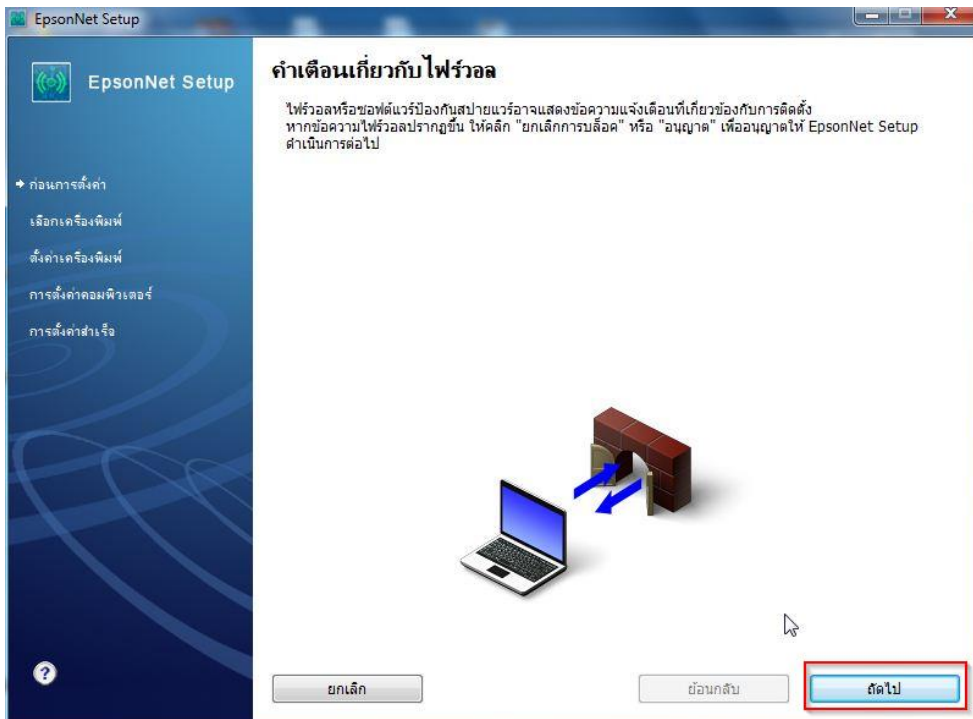 EpsonNet Setup
EpsonNet Setup
คำเตือนเกี่ยวกับไฟร์วอล
ไฟร์วอลหรือซอฟต์แวร์ป้องกันสปายแวร์อาจแสดงข้อความแจ้งเตือนที่เกี่ยวข้องกับการติดตั้ง
หากข้อความไฟร์วอลปรากฏขึ้น ให้คลิก "ยกเลิกการบล็อค" หรือ "อนุญาต" เพื่ออนุญาตให้ EpsonNet Setup
ดำเนินการต่อไป
ก่อนการตั้งค่า
เลือกเครื่องพิมพ์
ตั้งค่าเครื่องพิมพ์
การตั้งค่าคอมพิวเตอร์
การตั้งค่าสำเร็จ
?
ยกเลิก
ย้อนกลับ
ถัดไป